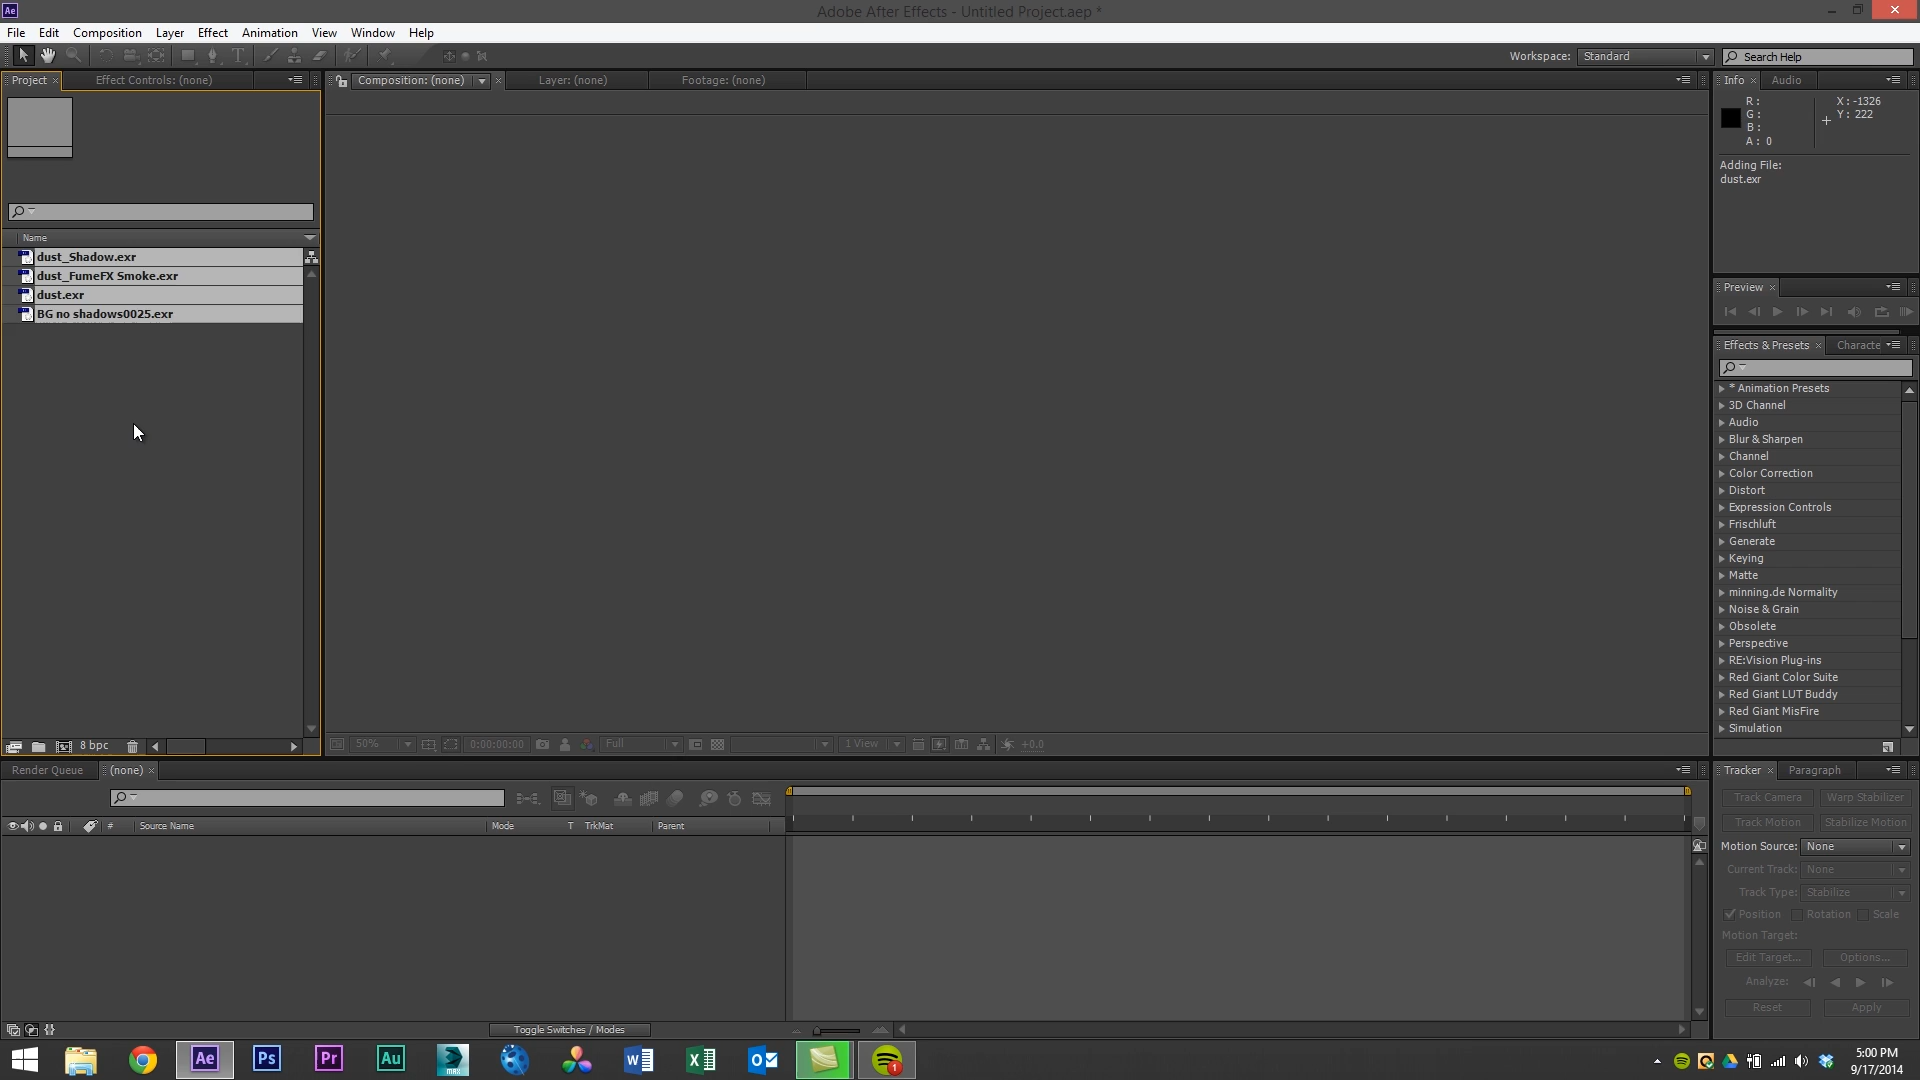 Ae
Adobe After Effects - Untitled Project.aep *
File Edit Composition Layer Effect Animation View Window Help
T Workspace: Standard Search Help
Project Effect Controls: (none)
Composition: (none) Layer: (none) Footage: (none)
Info Audio
R :
G :
B :
A : 0
X : -1326
Y : 222
Adding File:
dust.exr
Name
dust_Shadow.exr
dust_FumeFX Smoke.exr
dust.exr
BG no shadows0025.exr
8 bpc
50% 0:00:00:00 Full 1 View +0.0
Preview
Effects & Presets Characte
* Animation Presets
3D Channel
Audio
Blur & Sharpen
Channel
Color Correction
Distort
Expression Controls
Frischluft
Generate
Keying
Matte
minning.de Normality
Noise & Grain
Obsolete
Perspective
RE:Vision Plug-ins
Red Giant Color Suite
Red Giant LUT Buddy
Red Giant MisFire
Simulation
Render Queue (none)
# Source Name Mode T TrkMat Parent
Toggle Switches / Modes
Tracker Paragraph
Track Camera Warp Stabilizer
Track Motion Stabilize Motion
Motion Source: None
Current Track: None
Track Type: Stabilize
Position Rotation Scale
Motion Target:
Edit Target... Options...
Analyze:
Reset Apply
Ae Ps Pr Au MAX W X O 1
5:00 PM
9/17/2014